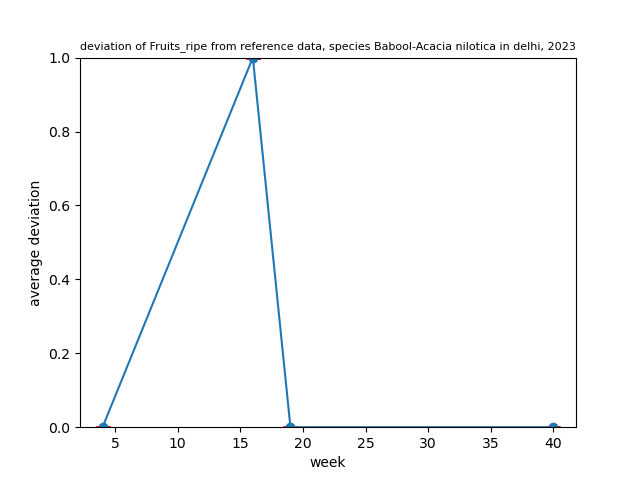 deviation of Fruits_ripe from reference data, species Babool-Acacia nilotica in delhi, 2023
1.0
0.8
0.6
0.4
0.2
0.0
average deviation
5 10 15 20 25 30 35 40
week